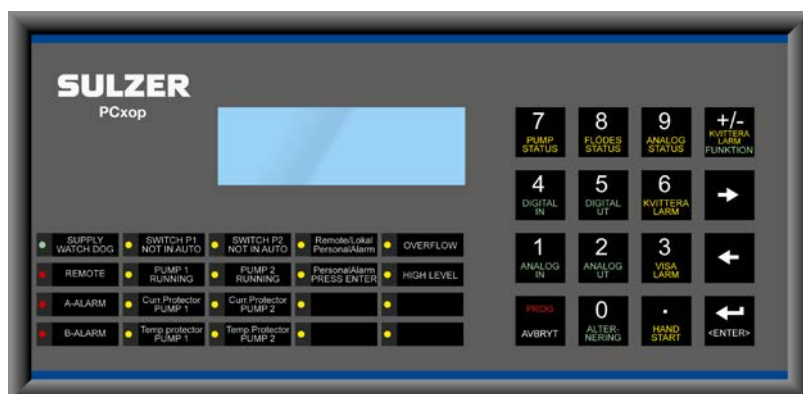 SULZER
PCxop
7
PUMP
STATUS
8
FLÖDES
STATUS
9
ANALOG
STATUS
+/-
KVITTERA
LARM
FUNKTION
4
DIGITAL
IN
5
DIGITAL
UT
6
KVITTERA
LARM
1
ANALOG
IN
2
ANALOG
UT
3
VISA
LARM
PROG
AVBRYT
0
ALTER-
NERING
.
HAND
START
<ENTER>
SUPPLY
WATCH DOG
SWITCH P1
NOT IN AUTO
SWITCH P2
NOT IN AUTO
Remote/Lokal
PersonalAlarm
OVERFLOW
REMOTE
PUMP 1
RUNNING
PUMP 2
RUNNING
PersonalAlarm
PRESS ENTER
HIGH LEVEL
A-ALARM
Curr.Protector
PUMP 1
Curr.Protector
PUMP 2
B-ALARM
Temp.protector
PUMP 1
Temp.Protector
PUMP 2